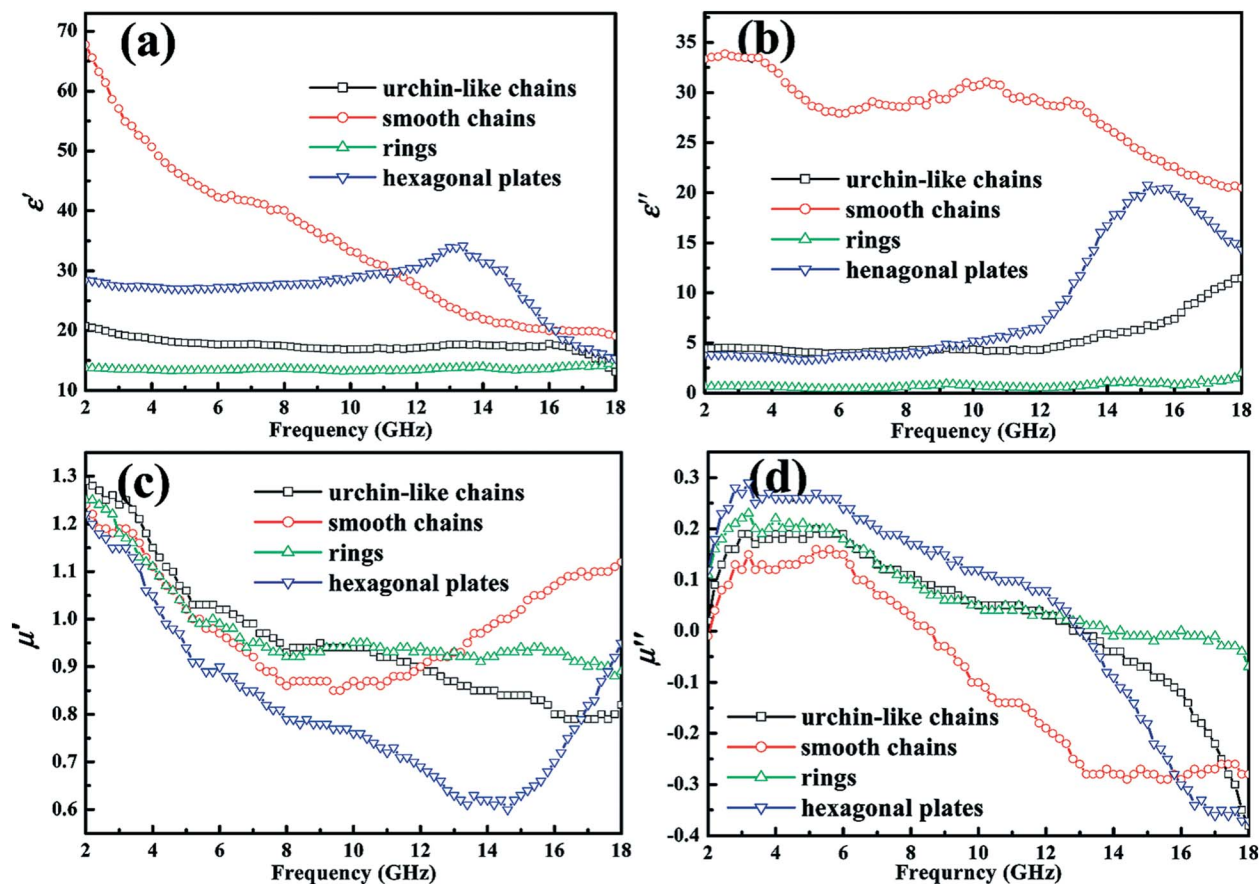 (a)
70
60
50
40
30
20
10
ε'
urchin-like chains
smooth chains
rings
hexagonal plates
2 4 6 8 10 12 14 16 18
Frequency (GHz)
(b)
35
30
25
20
15
10
5
0
ε''
urchin-like chains
smooth chains
rings
henagonal plates
2 4 6 8 10 12 14 16 18
Frequency (GHz)
(c)
1.3
1.2
1.1
1.0
0.9
0.8
0.7
0.6
μ'
urchin-like chains
smooth chains
rings
hexagonal plates
2 4 6 8 10 12 14 16 18
Frequency (GHz)
(d)
0.3
0.2
0.1
0.0
-0.1
-0.2
-0.3
-0.4
μ''
urchin-like chains
smooth chains
rings
hexagonal plates
2 4 6 8 10 12 14 16 18
Frequrncy (GHz)